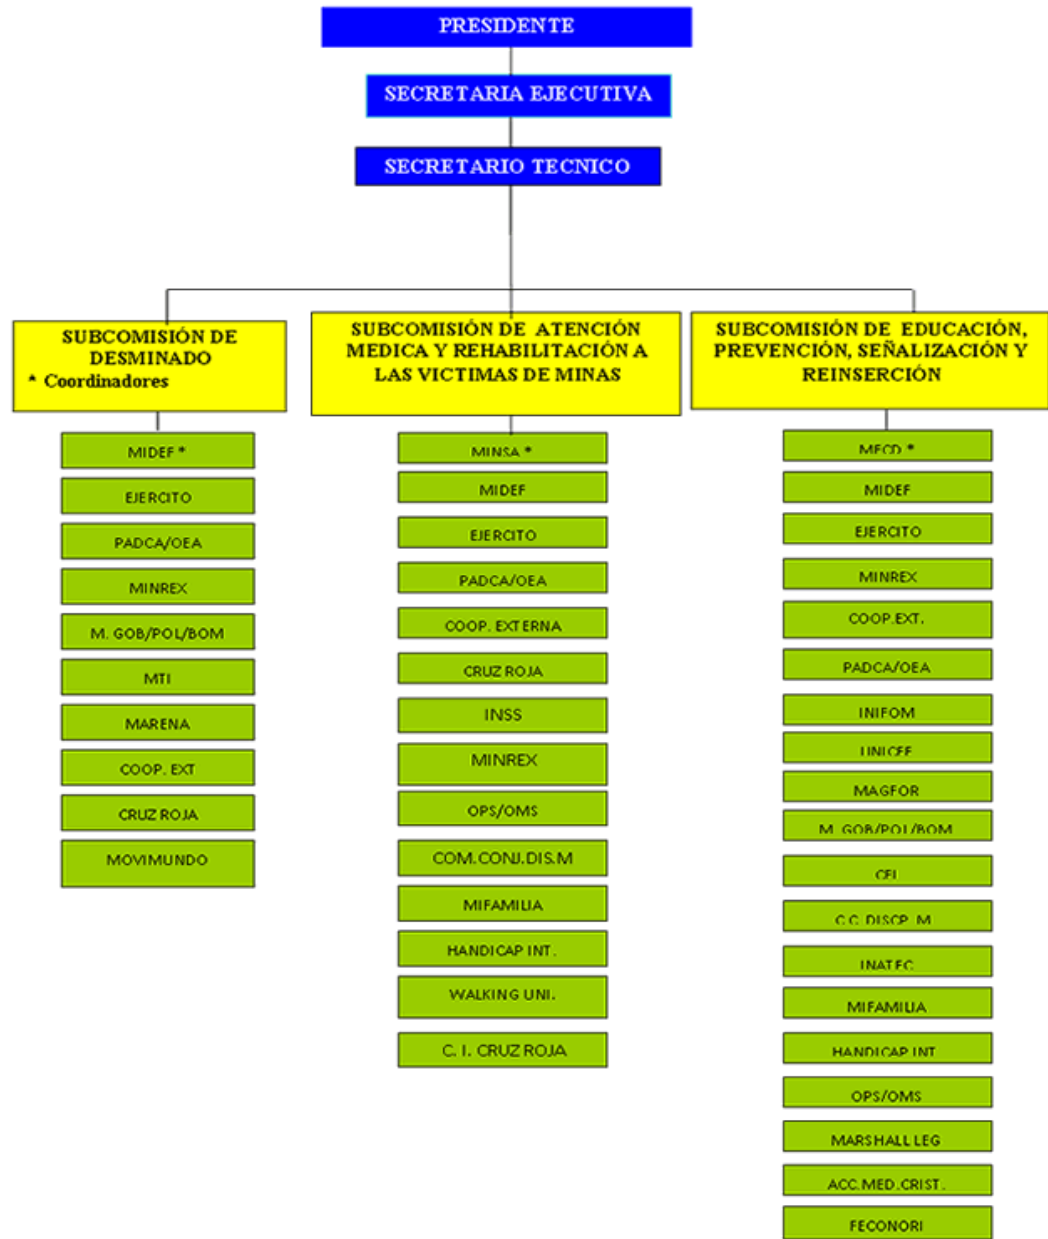 PRESIDENTE
SECRETARIA EJECUTIVA
SECRETARIO TECNICO
SUBCOMISIÓN DE
DESMINADO
* Coordinadores
MIDEF *
EJERCITO
PADCA/OEA
MINREX
M. GOB/POL/BOM
MTI
MARENA
COOP. EXT
CRUZ ROJA
MOVIMUNDO
SUBCOMISIÓN DE ATENCIÓN
MEDICA Y REHABILITACIÓN A
LAS VICTIMAS DE MINAS
MINSA *
MIDEF
EJERCITO
PADCA/OEA
COOP. EXTERNA
CRUZ ROJA
INSS
MINREX
OPS/OMS
COM.CONJ.DIS.M
MIFAMILIA
HANDICAP INT.
WALKING UNI.
C. I. CRUZ ROJA
SUBCOMISIÓN DE EDUCACIÓN,
PREVENCIÓN, SEÑALIZACIÓN Y
REINSERCIÓN
MECD *
MIDEF
EJERCITO
MINREX
COOP.EXT.
PADCA/OEA
INIFOM
UNICEF
MAGFOR
M. GOB/POL/BOM
C.C. DISCP. M
INATEC
MIFAMILIA
HANDICAP INT
OPS/OMS
MARSHALL LEG
ACC.MED.CRIST.
FECONORI